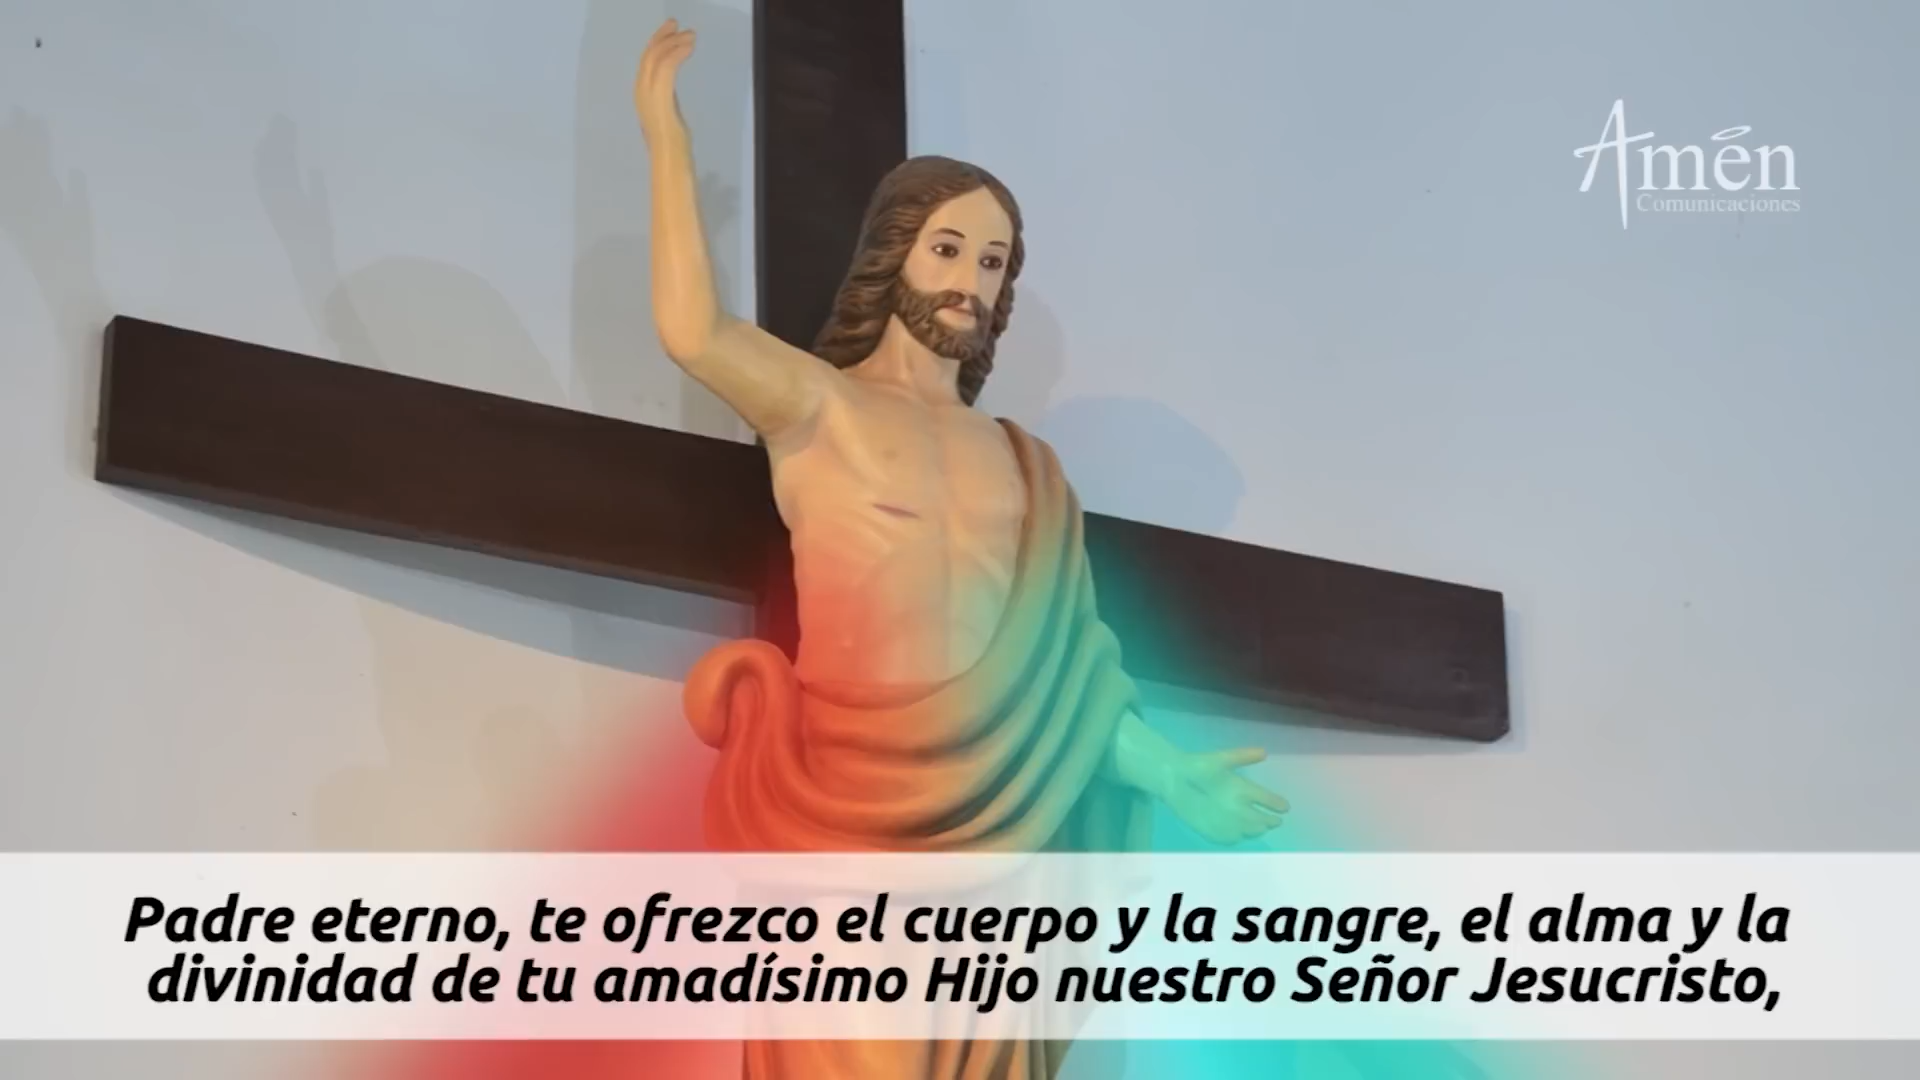 Amén
Comunicaciones
Padre eterno, te ofrezco el cuerpo y la sangre, el alma y la
divinidad de tu amadísimo Hijo nuestro Señor Jesucristo,